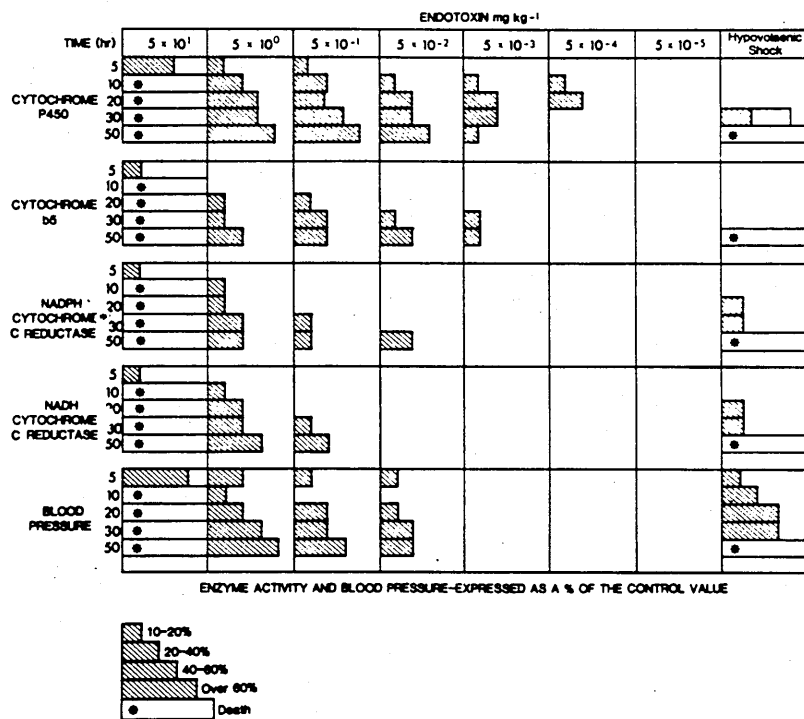 ENDOTOXIN mg kg-1
TIME (hr) 5 × 10¹ 5 × 10⁰ 5 × 10-1 5 × 10-2 5 × 10-3 5 × 10-4 5 × 10-5 Hypovolaenic Shock
CYTOCHROME P450
5
10
20
30
50
CYTOCHROME b5
5
10
20
30
50
NADPH CYTOCHROME C REDUCTASE
5
10
20
30
50
NADH CYTOCHROME C REDUCTASE
5
10
20
30
50
BLOOD PRESSURE
5
10
20
30
50
ENZYME ACTIVITY AND BLOOD PRESSURE-EXPRESSED AS A % OF THE CONTROL VALUE
10-20%
20-40%
40-60%
Over 60%
Death